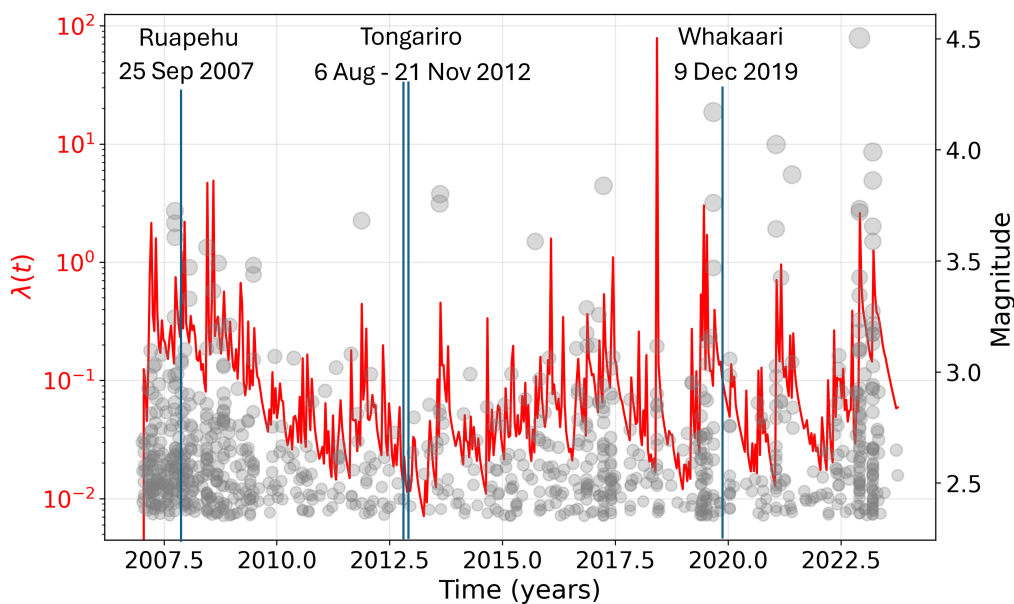 10²
Ruapehu
Tongariro
Whakaari
4.5
25 Sep 2007
6 Aug - 21 Nov 2012
9 Dec 2019
10¹
4.0
10⁰
3.5
λ(t)
Magnitude
10⁻¹
3.0
10⁻²
2.5
2007.5
2010.0
2012.5
2015.0
2017.5
2020.0
2022.5
Time (years)